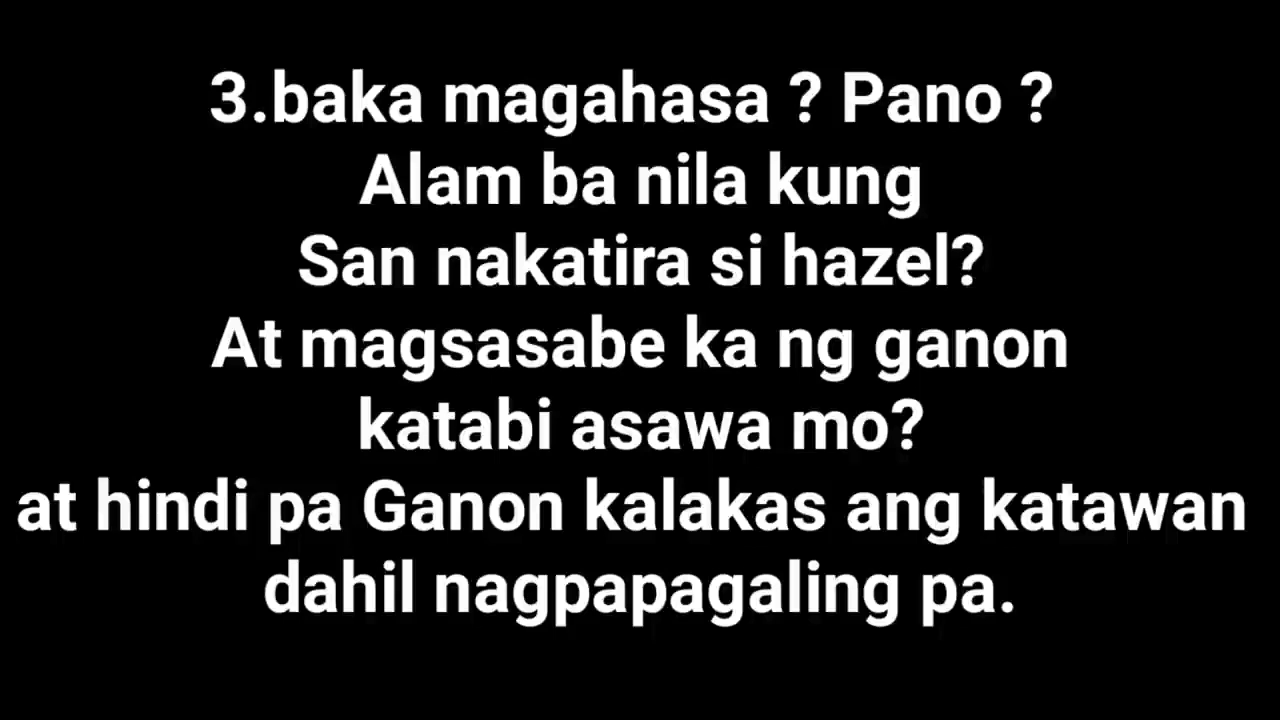 3.baka magahasa ? Pano ?
Alam ba nila kung
San nakatira si hazel?
At magsasabe ka ng ganon
katabi asawa mo?
at hindi pa Ganon kalakas ang katawan
dahil nagpapagaling pa.